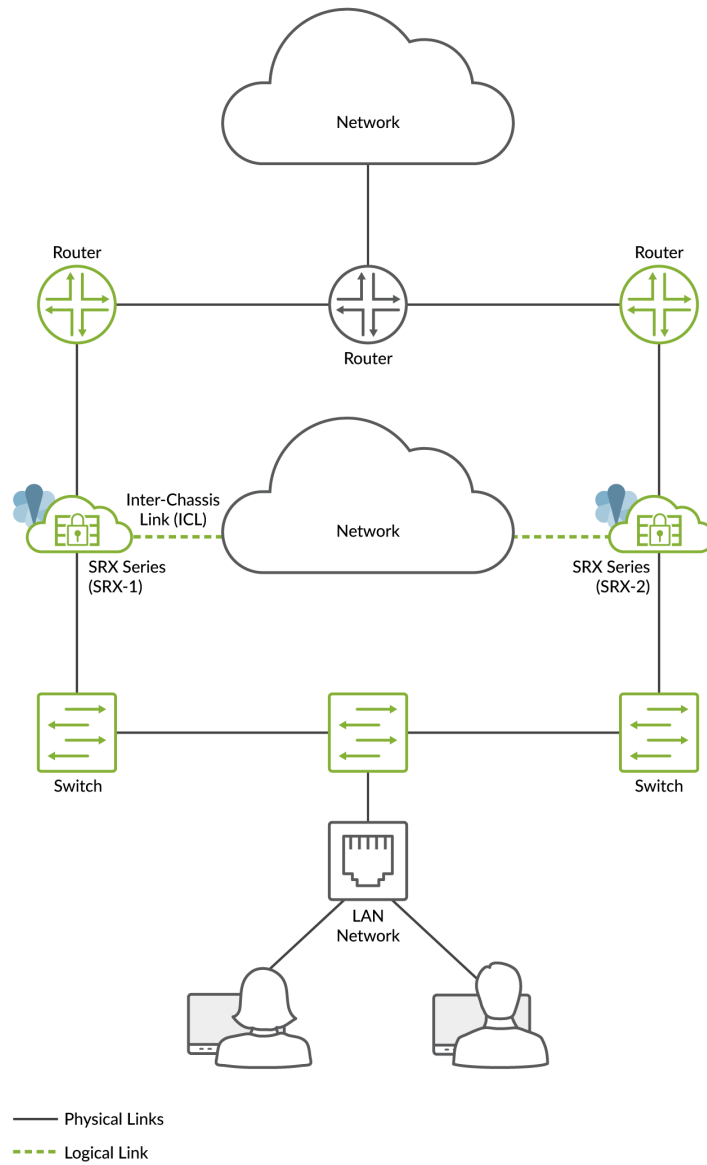 Network
Router
Router
Router
Inter-Chassis
Link (ICL)
Network
SRX Series
(SRX-1)
SRX Series
(SRX-2)
Switch
Switch
LAN
Network
Physical Links
Logical Link